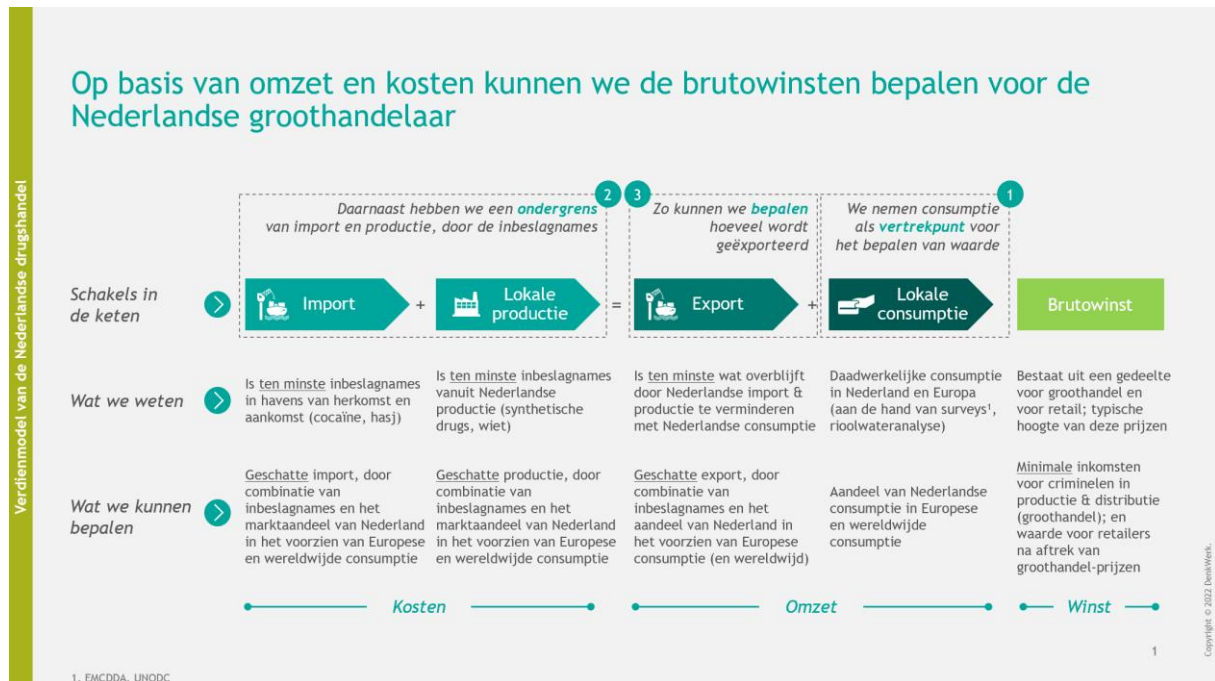 Op basis van omzet en kosten kunnen we de brutowinsten bepalen voor de
Nederlandse groothandelaar
Verdienmodel van de Nederlandse drugshandel
2
3
1
Daarnaast hebben we een ondergrens
van import en productie, door de inbeslagnames
Zo kunnen we bepalen
hoeveel wordt
geëxporteerd
We nemen consumptie
als vertrekpunt voor
het bepalen van waarde
Schakels in
de keten
Import
+
Lokale
productie
=
Export
+
Lokale
consumptie
Brutowinst
Wat we weten
Is ten minste inbeslagnames
in havens van herkomst en
aankomst (cocaïne, hasj)
Is ten minste inbeslagnames
vanuit Nederlandse
productie (synthetische
drugs, wiet)
Is ten minste wat overblijft
door Nederlandse import &
productie te verminderen
met Nederlandse consumptie
Daadwerkelijke consumptie
in Nederland en Europa
(aan de hand van surveys¹,
rioolwateranalyse)
Bestaat uit een gedeelte
voor groothandel en
voor retail; typische
hoogte van deze prijzen
Wat we kunnen
bepalen
Geschatte import, door
combinatie van
inbeslagnames en het
marktaandeel van Nederland
in het voorzien van Europese
en wereldwijde consumptie
Geschatte productie, door
combinatie van
inbeslagnames en het
marktaandeel van Nederland
in het voorzien van Europese
en wereldwijde consumptie
Geschatte export, door
combinatie van
inbeslagnames en het
aandeel van Nederland in
het voorzien van Europese
consumptie (en wereldwijd)
Aandeel van Nederlandse
consumptie in Europese
en wereldwijde
consumptie
Minimale inkomsten
voor criminelen in
productie & distributie
(groothandel); en
waarde voor retailers
na aftrek van
groothandel-prijzen
Kosten
Omzet
Winst
Copyright © 2022 DenkWerk.
1
1. EMCDDA, UNODC